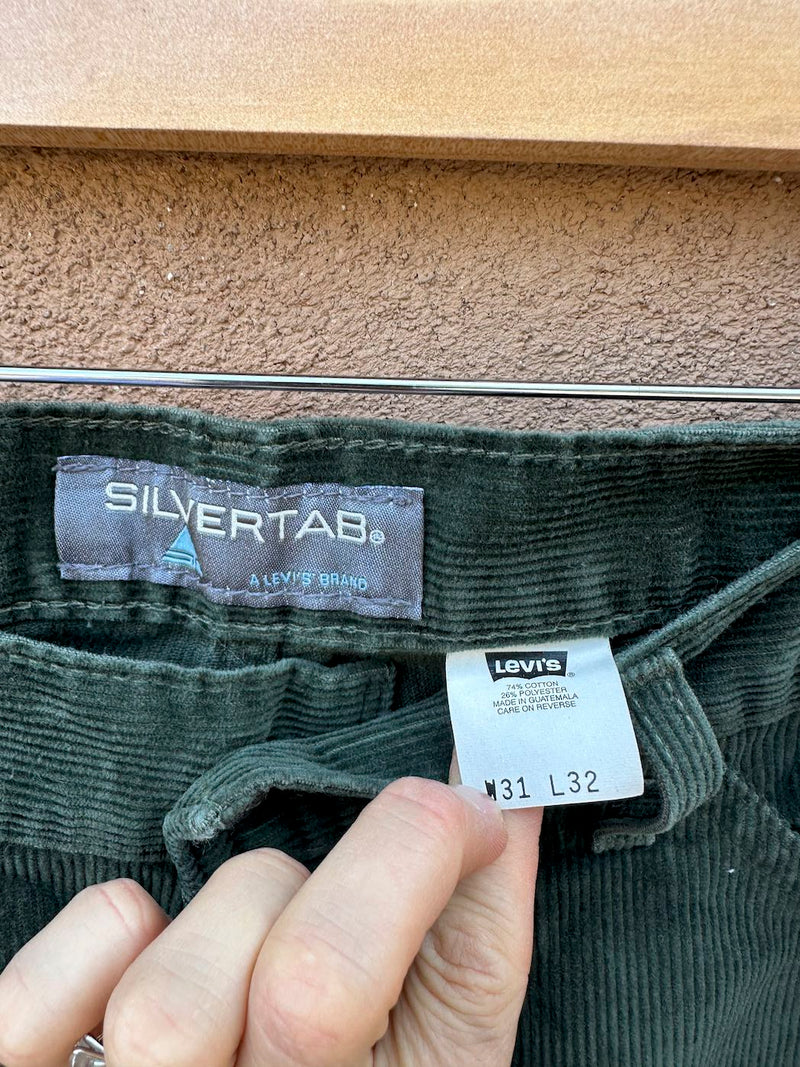 SILVERTAB®
A LEVI'S® BRAND
LEVI'S®
74% COTTON
26% POLYESTER
MADE IN GUATEMALA
CARE ON REVERSE
W31 L32